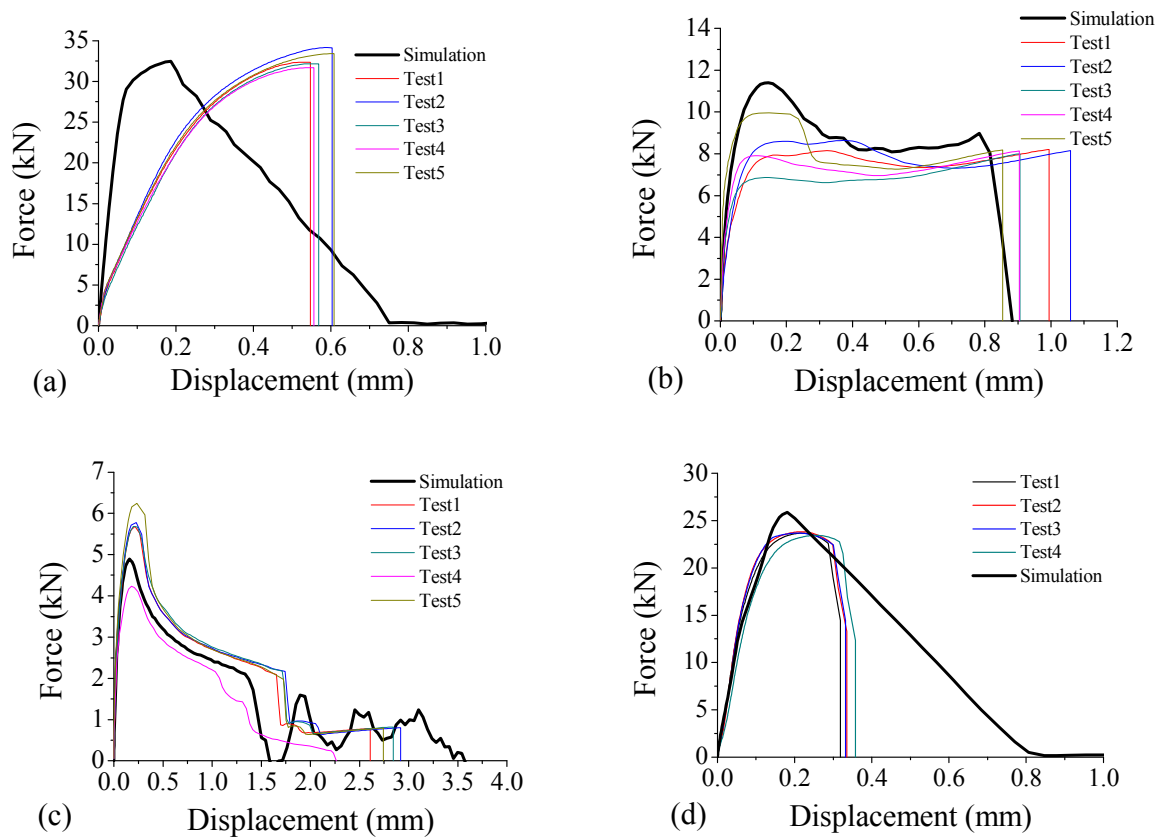 35
30
25
20
15
10
5
0
Force (kN)
0.0 0.2 0.4 0.6 0.8 1.0
Displacement (mm)
(a)
Simulation
Test1
Test2
Test3
Test4
Test5
14
12
10
8
6
4
2
0
Force (kN)
0.0 0.2 0.4 0.6 0.8 1.0 1.2
Displacement (mm)
(b)
Simulation
Test1
Test2
Test3
Test4
Test5
7
6
5
4
3
2
1
0
Force (kN)
0.0 0.5 1.0 1.5 2.0 2.5 3.0 3.5 4.0
Displacement (mm)
(c)
Simulation
Test1
Test2
Test3
Test4
Test5
30
25
20
15
10
5
0
Force (kN)
0.0 0.2 0.4 0.6 0.8 1.0
Displacement (mm)
(d)
Test1
Test2
Test3
Test4
Simulation